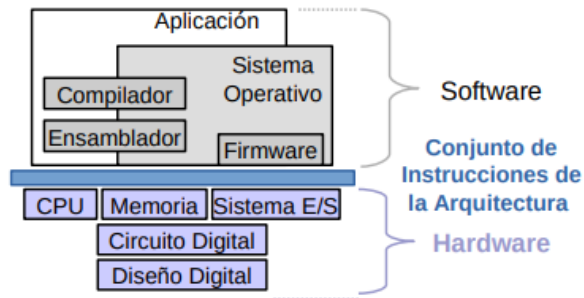 Aplicación
Sistema
Operativo
Compilador
Ensamblador
Firmware
Software
Conjunto de
Instrucciones de
la Arquitectura
CPU
Memoria
Sistema E/S
Circuito Digital
Diseño Digital
Hardware